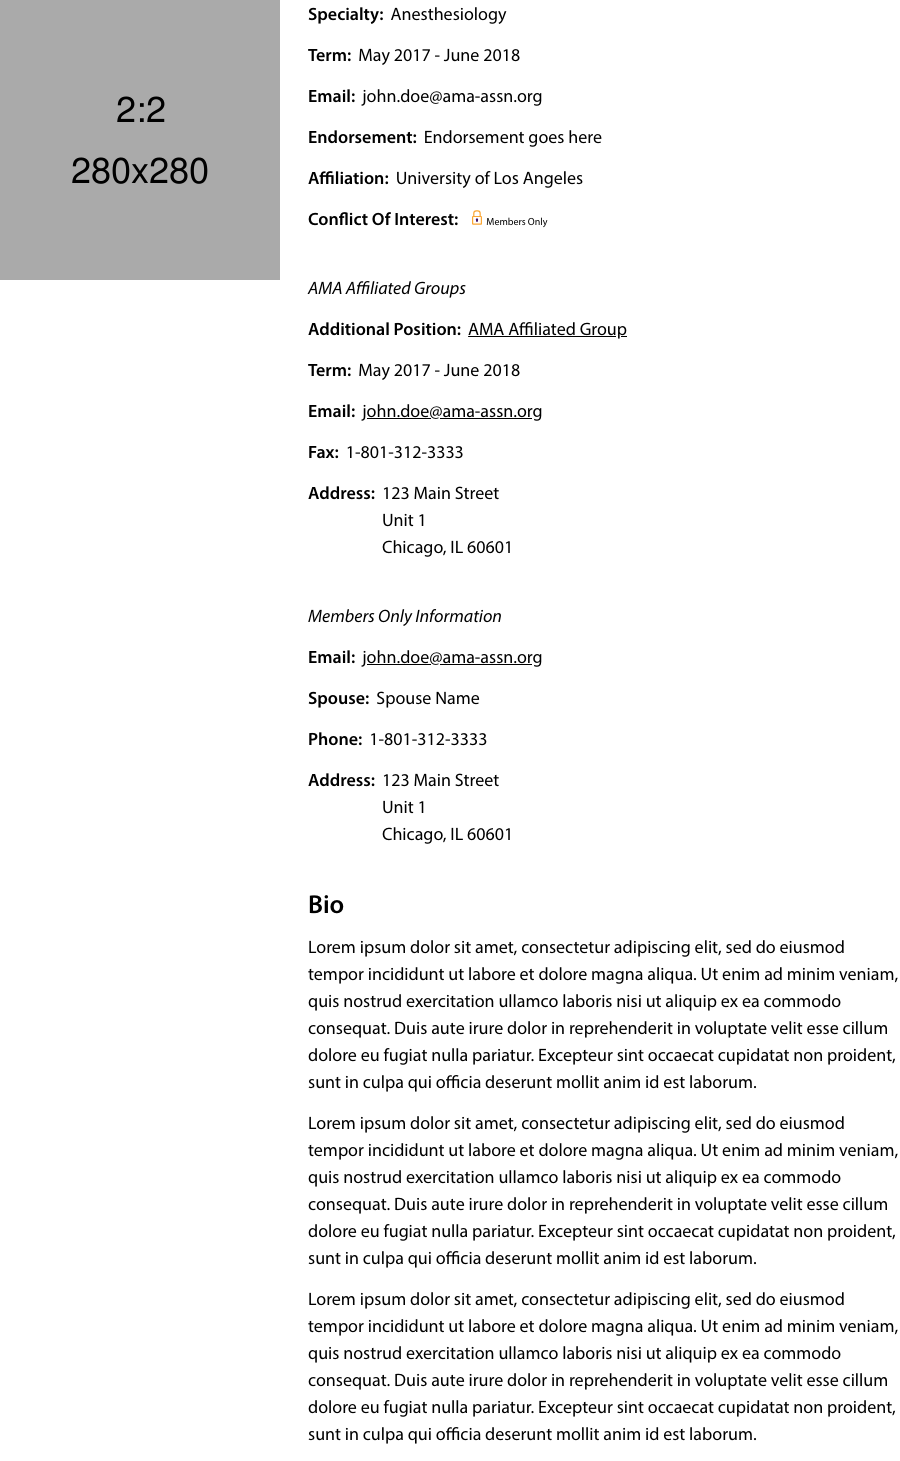 2:2
280x280
Specialty: Anesthesiology
Term: May 2017 - June 2018
Email: john.doe@ama-assn.org
Endorsement: Endorsement goes here
Affiliation: University of Los Angeles
Conflict Of Interest: Members Only
AMA Affiliated Groups
Additional Position: AMA Affiliated Group
Term: May 2017 - June 2018
Email: john.doe@ama-assn.org
Fax: 1-801-312-3333
Address: 123 Main Street
Unit 1
Chicago, IL 60601
Members Only Information
Email: john.doe@ama-assn.org
Spouse: Spouse Name
Phone: 1-801-312-3333
Address: 123 Main Street
Unit 1
Chicago, IL 60601
Bio
Lorem ipsum dolor sit amet, consectetur adipiscing elit, sed do eiusmod
tempor incididunt ut labore et dolore magna aliqua. Ut enim ad minim veniam,
quis nostrud exercitation ullamco laboris nisi ut aliquip ex ea commodo
consequat. Duis aute irure dolor in reprehenderit in voluptate velit esse cillum
dolore eu fugiat nulla pariatur. Excepteur sint occaecat cupidatat non proident,
sunt in culpa qui officia deserunt mollit anim id est laborum.
Lorem ipsum dolor sit amet, consectetur adipiscing elit, sed do eiusmod
tempor incididunt ut labore et dolore magna aliqua. Ut enim ad minim veniam,
quis nostrud exercitation ullamco laboris nisi ut aliquip ex ea commodo
consequat. Duis aute irure dolor in reprehenderit in voluptate velit esse cillum
dolore eu fugiat nulla pariatur. Excepteur sint occaecat cupidatat non proident,
sunt in culpa qui officia deserunt mollit anim id est laborum.
Lorem ipsum dolor sit amet, consectetur adipiscing elit, sed do eiusmod
tempor incididunt ut labore et dolore magna aliqua. Ut enim ad minim veniam,
quis nostrud exercitation ullamco laboris nisi ut aliquip ex ea commodo
consequat. Duis aute irure dolor in reprehenderit in voluptate velit esse cillum
dolore eu fugiat nulla pariatur. Excepteur sint occaecat cupidatat non proident,
sunt in culpa qui officia deserunt mollit anim id est laborum.